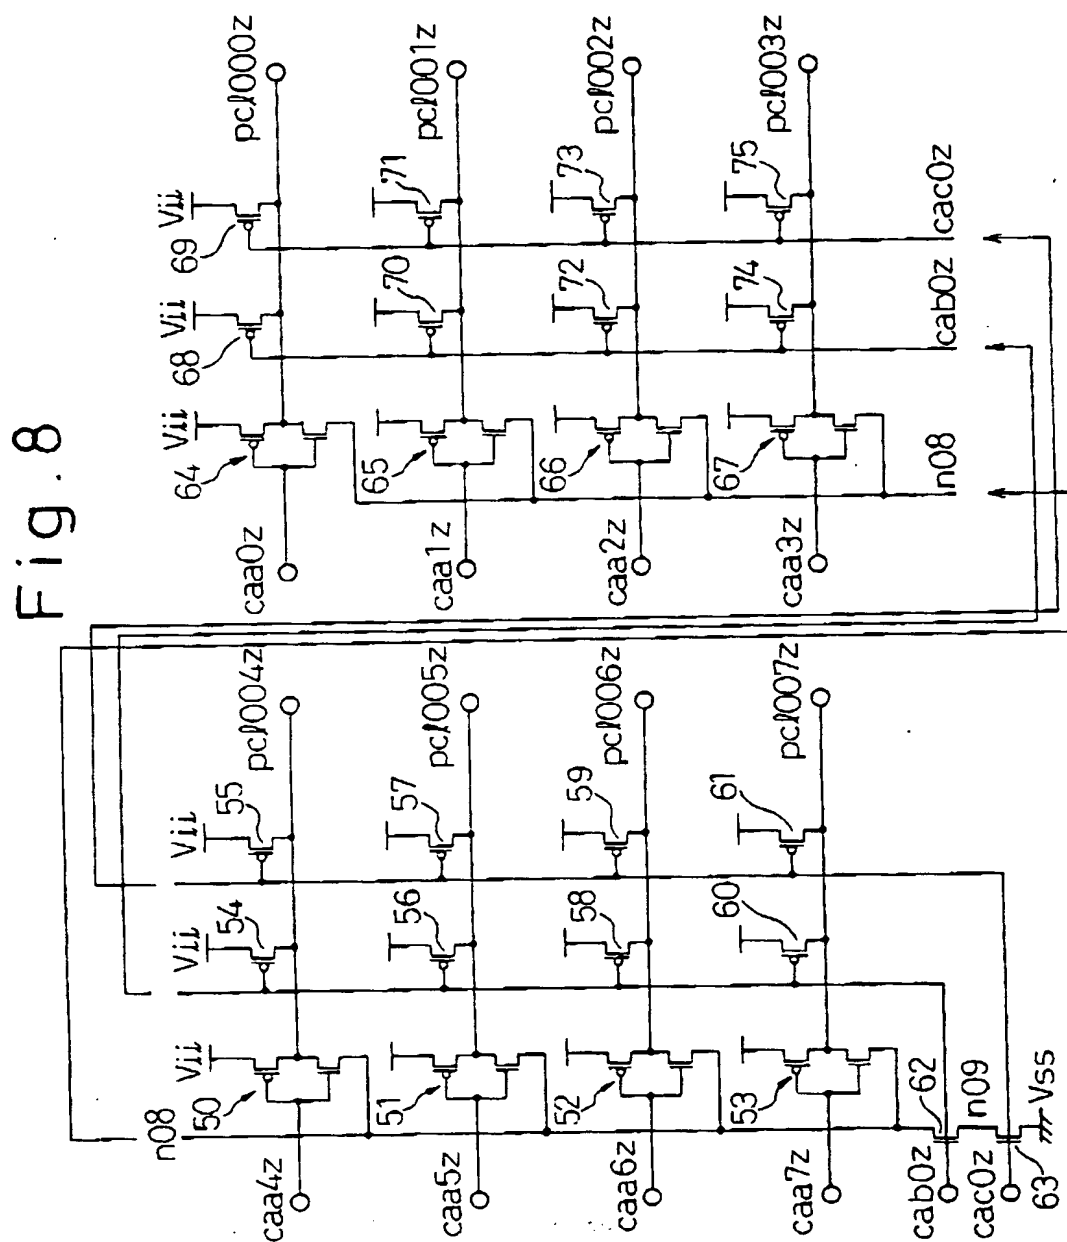 Fig. 8
n08
Vii
Vii
Vii
50
54
55
caa4z
pcl004z
51
56
57
caa5z
pcl005z
52
58
59
caa6z
pcl006z
53
60
61
caa7z
pcl007z
cab0z
62
n09
cac0z
63
Vss
Vii
Vii
Vii
64
68
69
caa0z
pcl000z
65
70
71
caa1z
pcl001z
66
72
73
caa2z
pcl002z
67
74
75
caa3z
pcl003z
n08
cab0z
cac0z